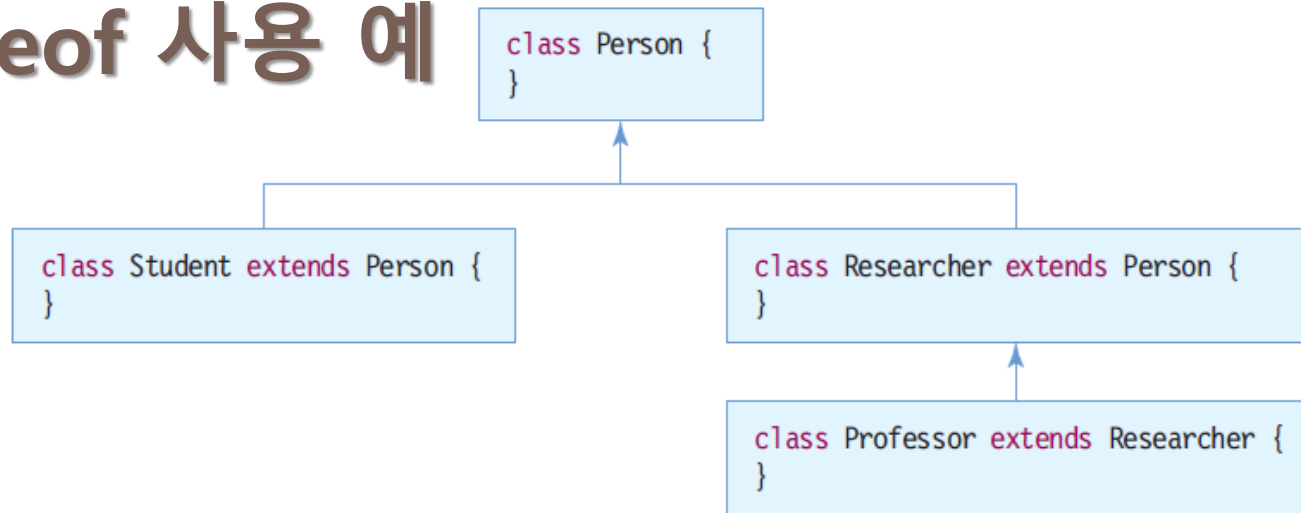 eof 사용 예
class Person {
}
class Student extends Person {
}
class Researcher extends Person {
}
class Professor extends Researcher {
}